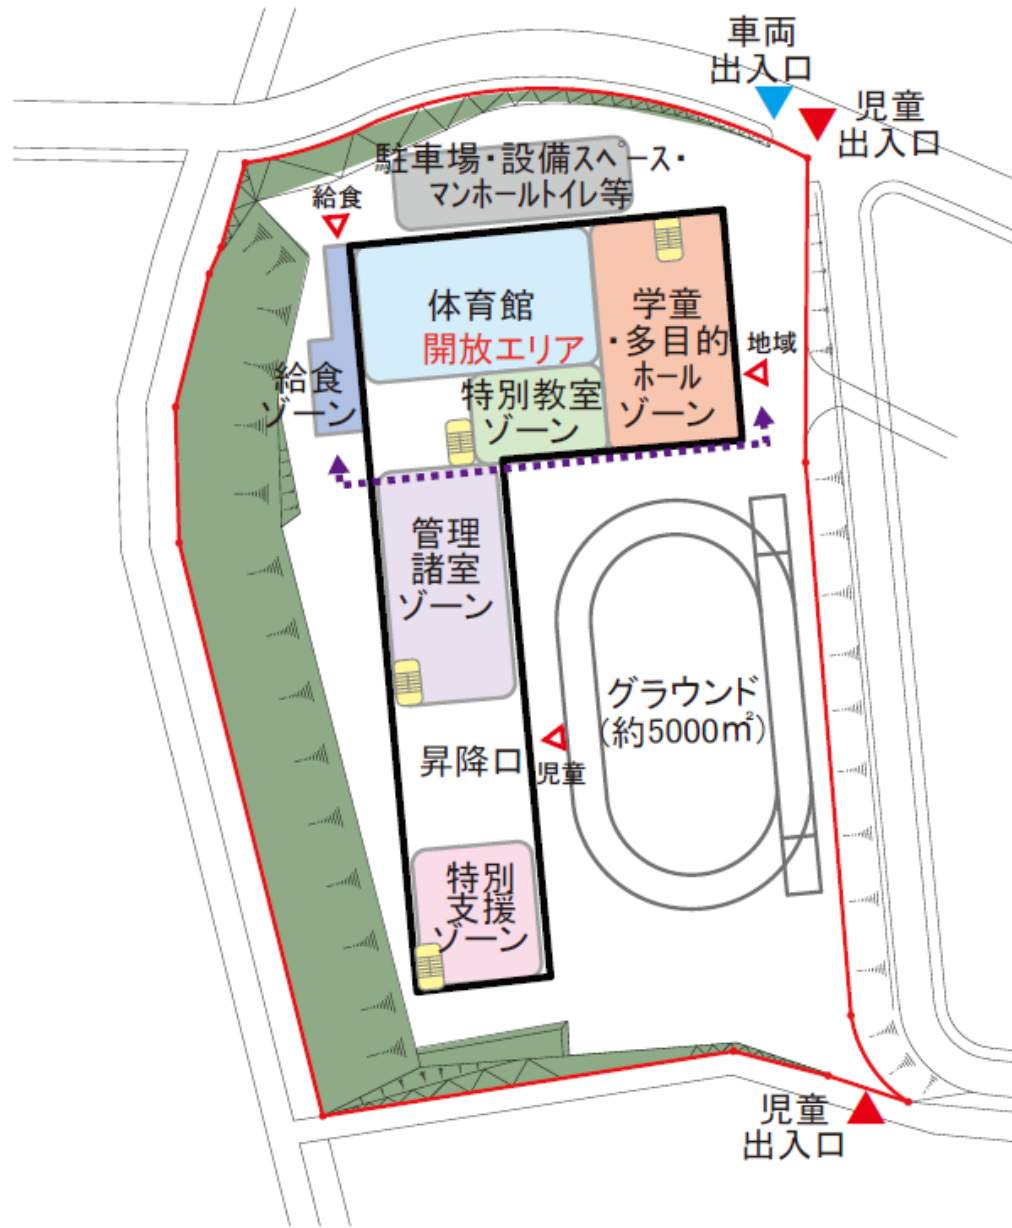 車両
出入口
児童
出入口
駐車場・設備スペース・
マンホールトイレ等
給食
体育館
開放エリア
学童
・多目的
ホール
ゾーン
地域
給食
ゾーン
特別教室
ゾーン
管理
諸室
ゾーン
グラウンド
(約5000㎡)
昇降口
児童
特別
支援
ゾーン
児童
出入口